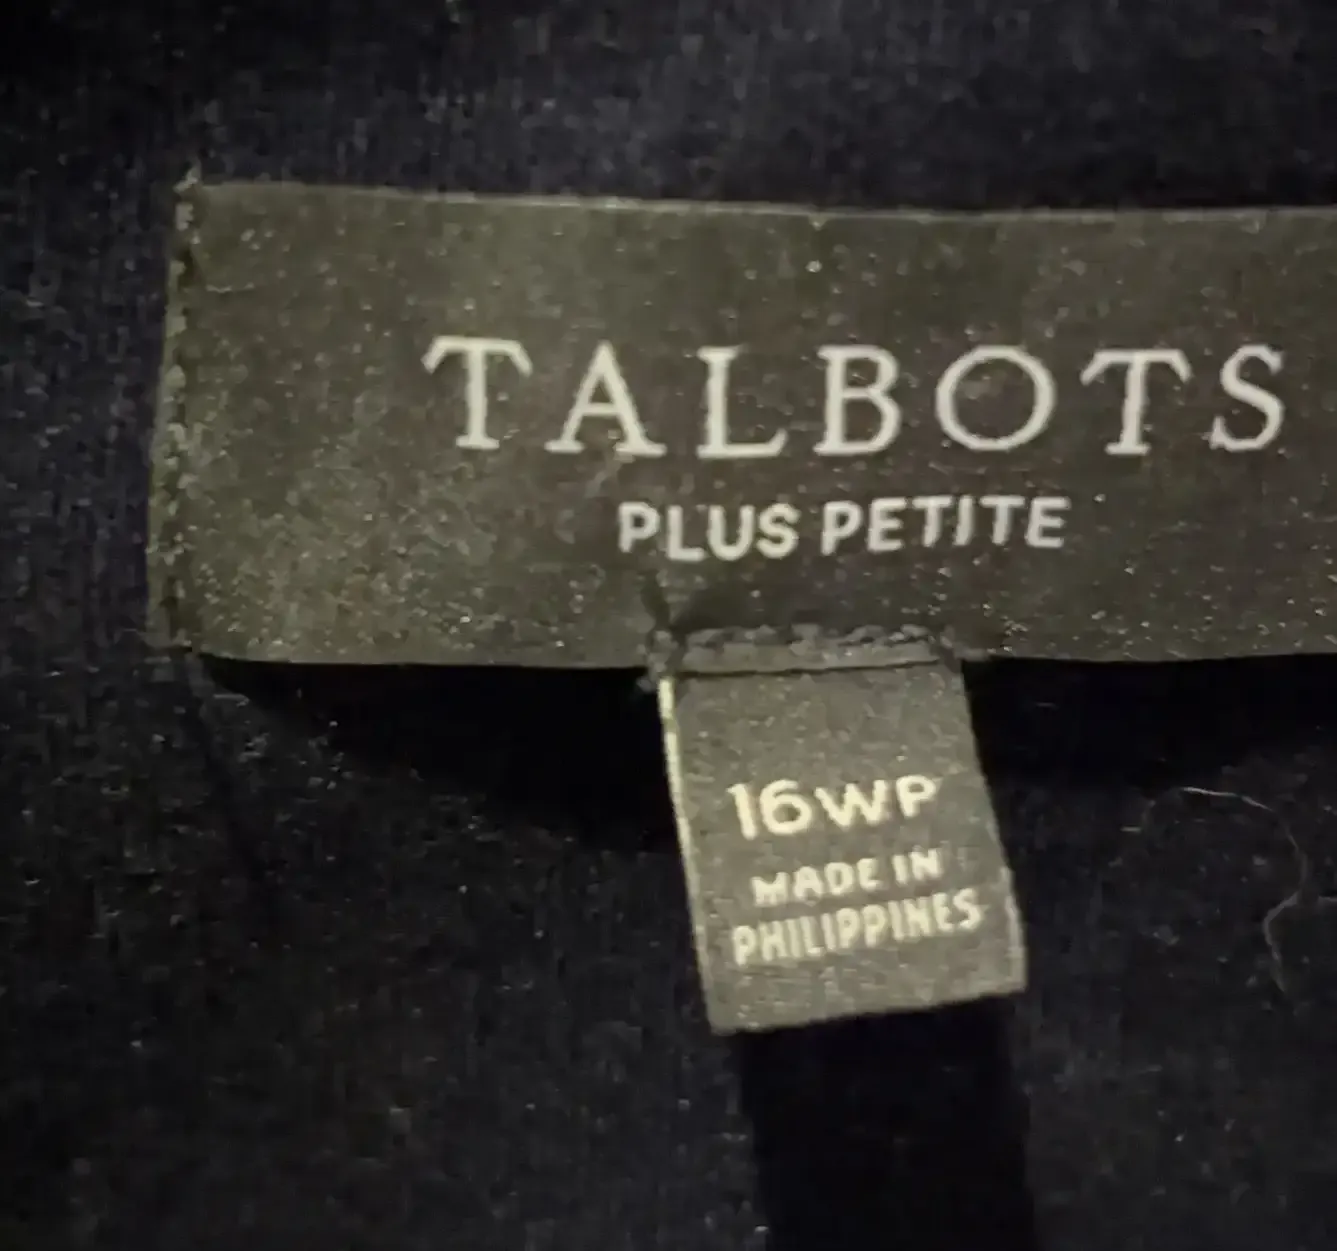 TALBOTS
PLUS PETITE
16WP
MADE IN
PHILIPPINES